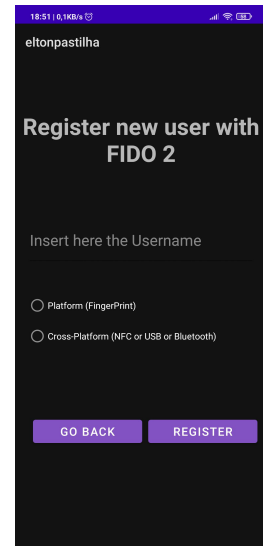 18:51 | 0,1KB/s
eltonpastilha
Register new user with
FIDO 2
Insert here the Username
Platform (FingerPrint)
Cross-Platform (NFC or USB or Bluetooth)
GO BACK
REGISTER